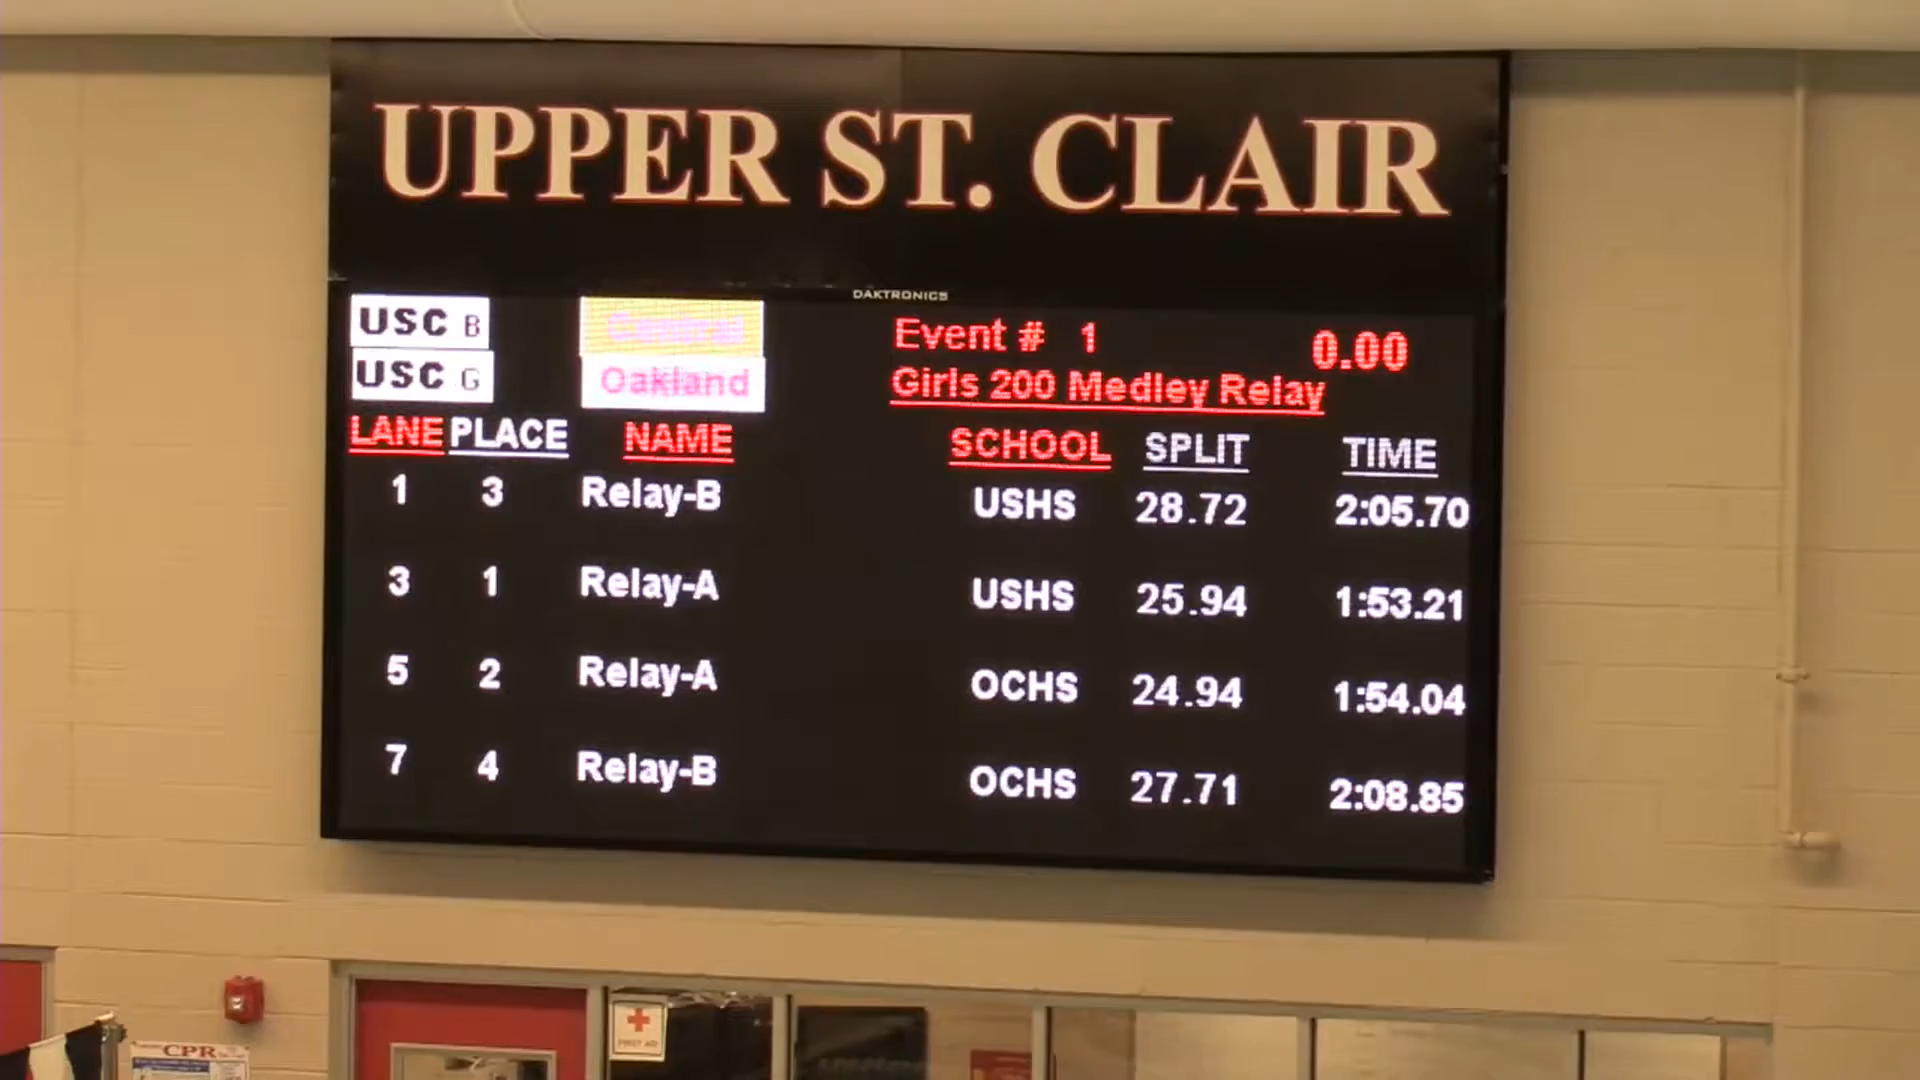 UPPER ST. CLAIR
DAKTRONICS
USC B
Central
USC G
Oakland
Event # 1
0.00
Girls 200 Medley Relay
LANE PLACE NAME SCHOOL SPLIT TIME
1 3 Relay-B USHS 28.72 2:05.70
3 1 Relay-A USHS 25.94 1:53.21
5 2 Relay-A OCHS 24.94 1:54.04
7 4 Relay-B OCHS 27.71 2:08.85
FIRST AID
CPR